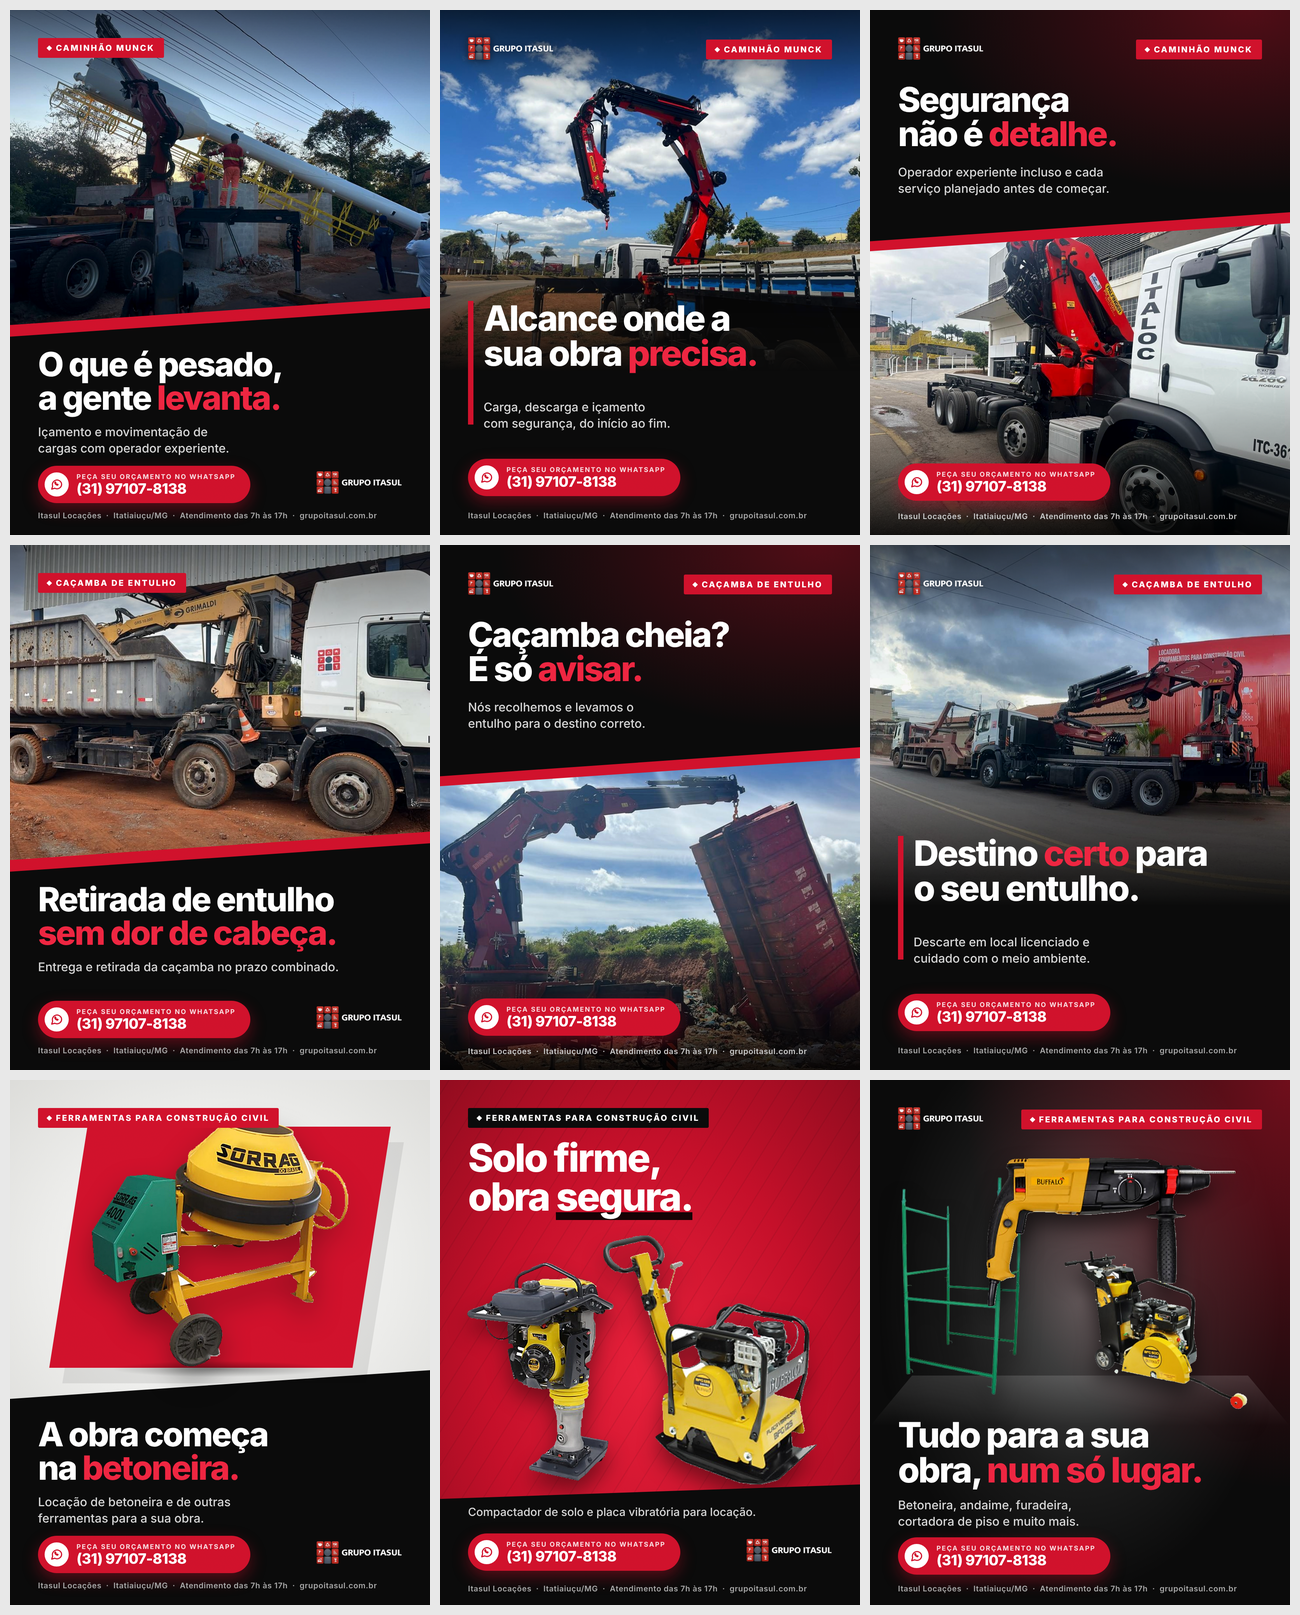 CAMINHÃO MUNCK
O que é pesado,
a gente levanta.
Içamento e movimentação de
cargas com operador experiente.
PEÇA SEU ORÇAMENTO NO WHATSAPP
(31) 97107-8138
GRUPO ITASUL
Itasul Locações · Itatiaiuçu/MG · Atendimento das 7h às 17h · grupoitasul.com.br
GRUPO ITASUL
CAMINHÃO MUNCK
Alcance onde a
sua obra precisa.
Carga, descarga e içamento
com segurança, do início ao fim.
PEÇA SEU ORÇAMENTO NO WHATSAPP
(31) 97107-8138
Itasul Locações · Itatiaiuçu/MG · Atendimento das 7h às 17h · grupoitasul.com.br
GRUPO ITASUL
CAMINHÃO MUNCK
Segurança
não é detalhe.
Operador experiente incluso e cada
serviço planejado antes de começar.
ITALOC
ITC-361
PEÇA SEU ORÇAMENTO NO WHATSAPP
(31) 97107-8138
Itasul Locações · Itatiaiuçu/MG · Atendimento das 7h às 17h · grupoitasul.com.br
CAÇAMBA DE ENTULHO
GRIMALDI
Retirada de entulho
sem dor de cabeça.
Entrega e retirada da caçamba no prazo combinado.
PEÇA SEU ORÇAMENTO NO WHATSAPP
(31) 97107-8138
GRUPO ITASUL
Itasul Locações · Itatiaiuçu/MG · Atendimento das 7h às 17h · grupoitasul.com.br
GRUPO ITASUL
CAÇAMBA DE ENTULHO
Caçamba cheia?
É só avisar.
Nós recolhemos e levamos o
entulho para o destino correto.
PEÇA SEU ORÇAMENTO NO WHATSAPP
(31) 97107-8138
Itasul Locações · Itatiaiuçu/MG · Atendimento das 7h às 17h · grupoitasul.com.br
GRUPO ITASUL
CAÇAMBA DE ENTULHO
LOCADORA
EQUIPAMENTOS PARA CONSTRUÇÃO CIVIL
Destino certo para
o seu entulho.
Descarte em local licenciado e
cuidado com o meio ambiente.
PEÇA SEU ORÇAMENTO NO WHATSAPP
(31) 97107-8138
Itasul Locações · Itatiaiuçu/MG · Atendimento das 7h às 17h · grupoitasul.com.br
FERRAMENTAS PARA CONSTRUÇÃO CIVIL
SORRAG
DO BRASIL
SORRAG
400L
A obra começa
na betoneira.
Locação de betoneira e de outras
ferramentas para a sua obra.
PEÇA SEU ORÇAMENTO NO WHATSAPP
(31) 97107-8138
GRUPO ITASUL
Itasul Locações · Itatiaiuçu/MG · Atendimento das 7h às 17h · grupoitasul.com.br
FERRAMENTAS PARA CONSTRUÇÃO CIVIL
Solo firme,
obra segura.
Compactador de solo e placa vibratória para locação.
PEÇA SEU ORÇAMENTO NO WHATSAPP
(31) 97107-8138
GRUPO ITASUL
Itasul Locações · Itatiaiuçu/MG · Atendimento das 7h às 17h · grupoitasul.com.br
GRUPO ITASUL
FERRAMENTAS PARA CONSTRUÇÃO CIVIL
BUFFALO
Tudo para a sua
obra, num só lugar.
Betoneira, andaime, furadeira,
cortadora de piso e muito mais.
PEÇA SEU ORÇAMENTO NO WHATSAPP
(31) 97107-8138
Itasul Locações · Itatiaiuçu/MG · Atendimento das 7h às 17h · grupoitasul.com.br